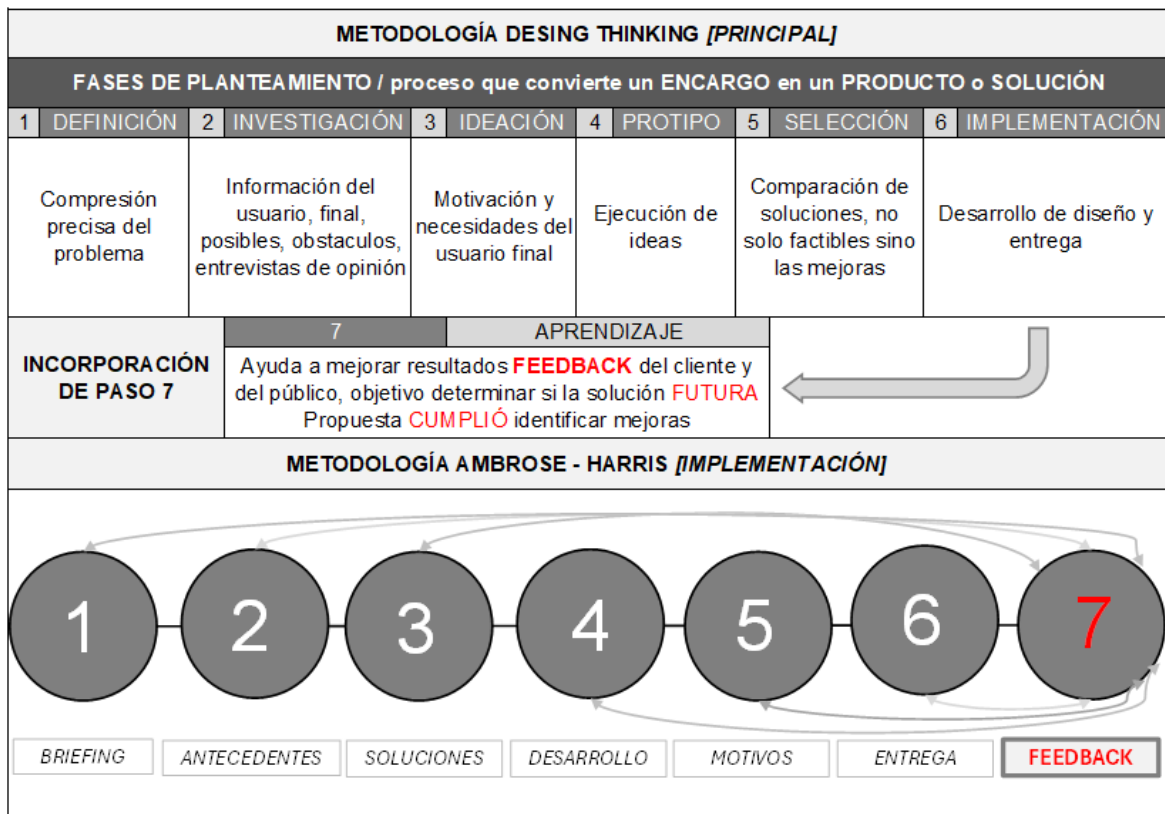 METODOLOGÍA DESING THINKING [PRINCIPAL]
FASES DE PLANTEAMIENTO / proceso que convierte un ENCARGO en un PRODUCTO o SOLUCIÓN
1 DEFINICIÓN 2 INVESTIGACIÓN 3 IDEACIÓN 4 PROTIPO 5 SELECCIÓN 6 IMPLEMENTACIÓN
Compresión
precisa del
problema
Información del
usuario, final,
posibles, obstaculos,
entrevistas de opinión
Motivación y
necesidades del
usuario final
Ejecución de
ideas
Comparación de
soluciones, no
solo factibles sino
las mejoras
Desarrollo de diseño y
entrega
INCORPORACIÓN
DE PASO 7
7 APRENDIZAJE
Ayuda a mejorar resultados FEEDBACK del cliente y
del público, objetivo determinar si la solución FUTURA
Propuesta CUMPLIÓ identificar mejoras
METODOLOGÍA AMBROSE - HARRIS [IMPLEMENTACIÓN]
1 2 3 4 5 6 7
BRIEFING ANTECEDENTES SOLUCIONES DESARROLLO MOTIVOS ENTREGA FEEDBACK